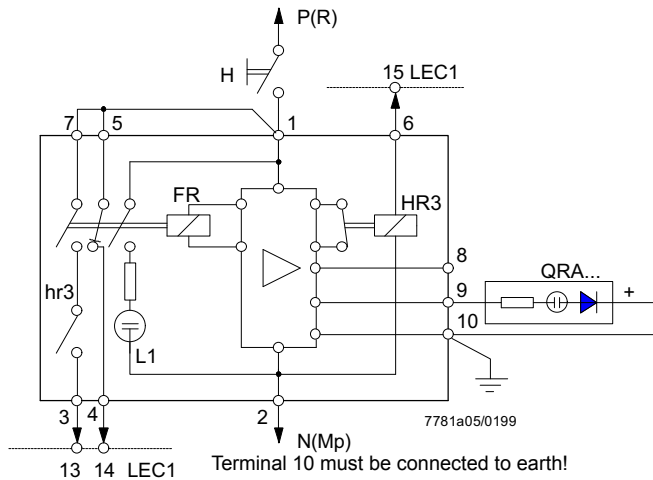 P(R)
H
15 LEC1
7 5 1 6
FR
HR3
8
QRA...
9
+
10
hr3
L1
3 4 2
7781a05/0199
N(Mp)
13 14 LEC1
Terminal 10 must be connected to earth!